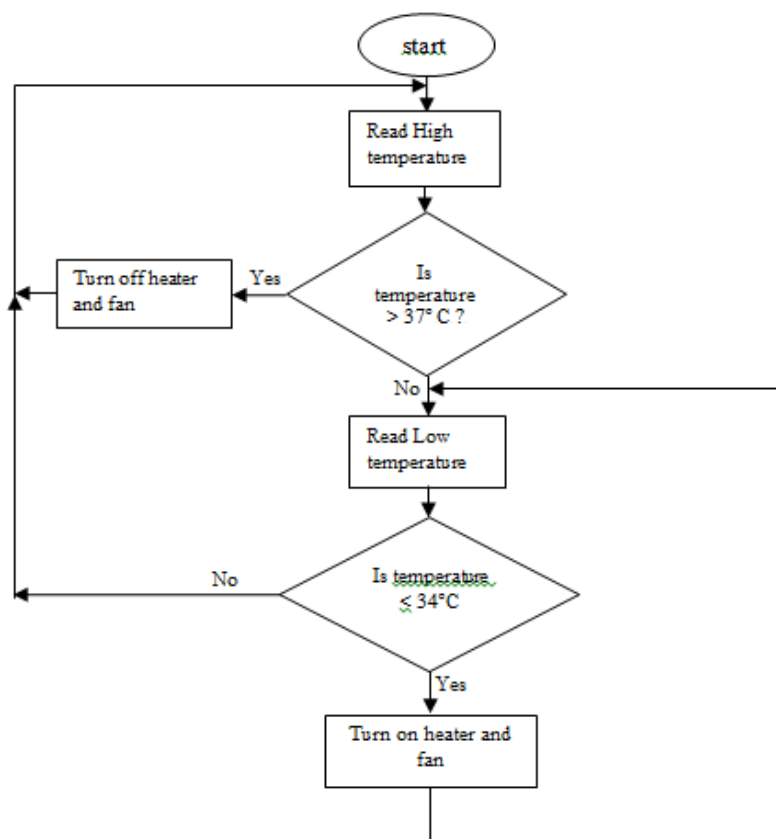 start
Read High
temperature
Turn off heater
and fan
Yes
Is
temperature
> 37° C ?
No
Read Low
temperature
No
Is temperature
≤ 34°C
Yes
Turn on heater and
fan